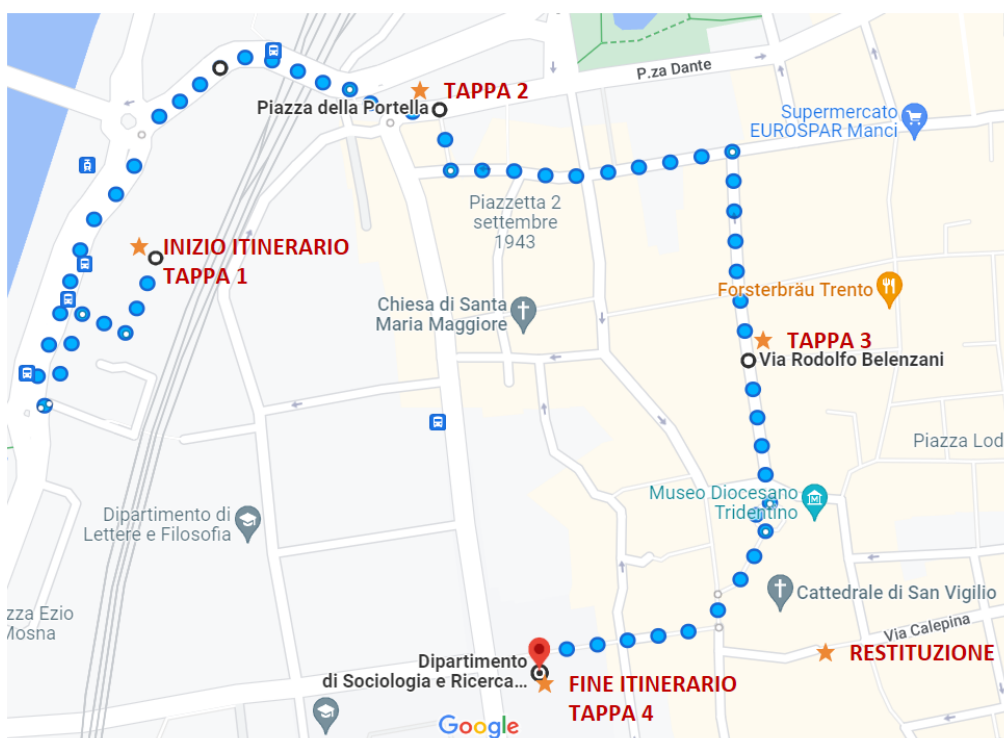 P.za Dante
TAPPA 2
Piazza della Portella
Supermercato
EUROSPAR Manci
Piazzetta 2
settembre
1943
INIZIO ITINERARIO
TAPPA 1
Forsterbräu Trento
Chiesa di Santa
Maria Maggiore
TAPPA 3
Via Rodolfo Belenzani
Piazza Lod
Museo Diocesano
Tridentino
Dipartimento di
Lettere e Filosofia
Cattedrale di San Vigilio
zza Ezio
Mosna
Via Calepina
RESTITUZIONE
Dipartimento
di Sociologia e Ricerca...
FINE ITINERARIO
TAPPA 4
Google